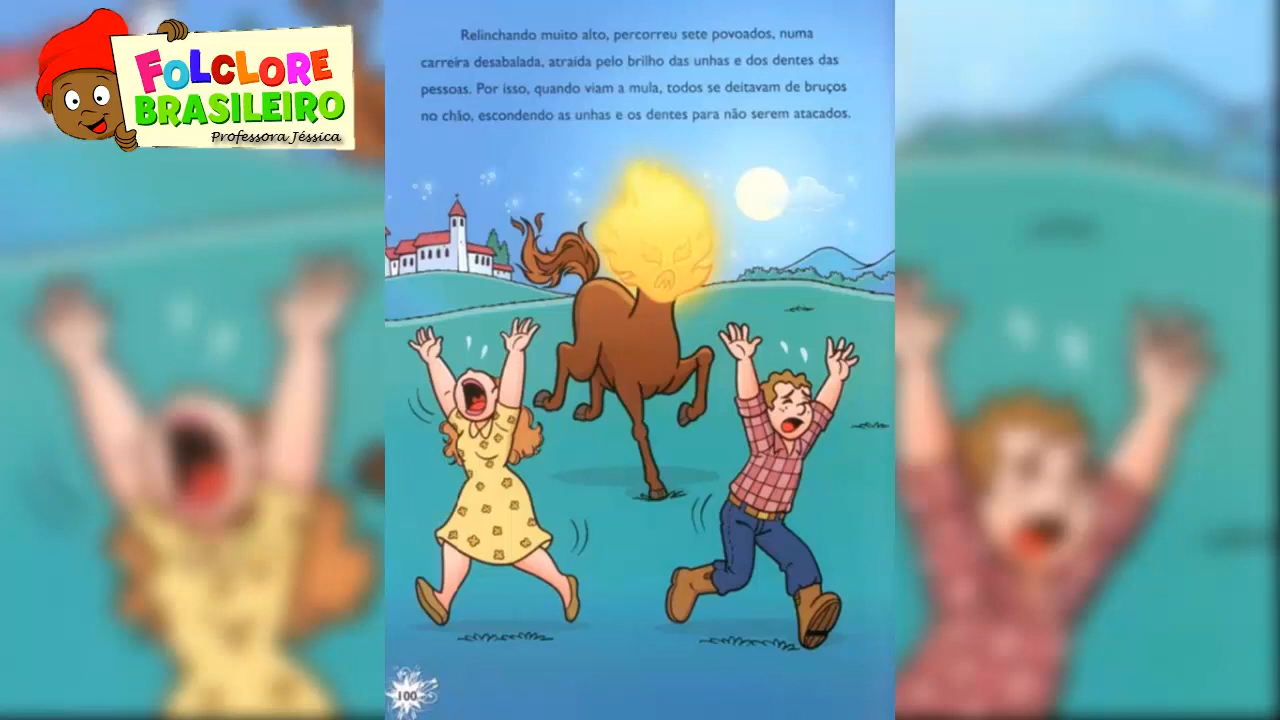 FOLCLORE
BRASILEIRO
Professora Jéssica
Relinchando muito alto, percorreu sete povoados, numa
carreira desabalada, atraída pelo brilho das unhas e dos dentes das
pessoas. Por isso, quando viam a mula, todos se deitavam de bruços
no chão, escondendo as unhas e os dentes para não serem atacados.
100